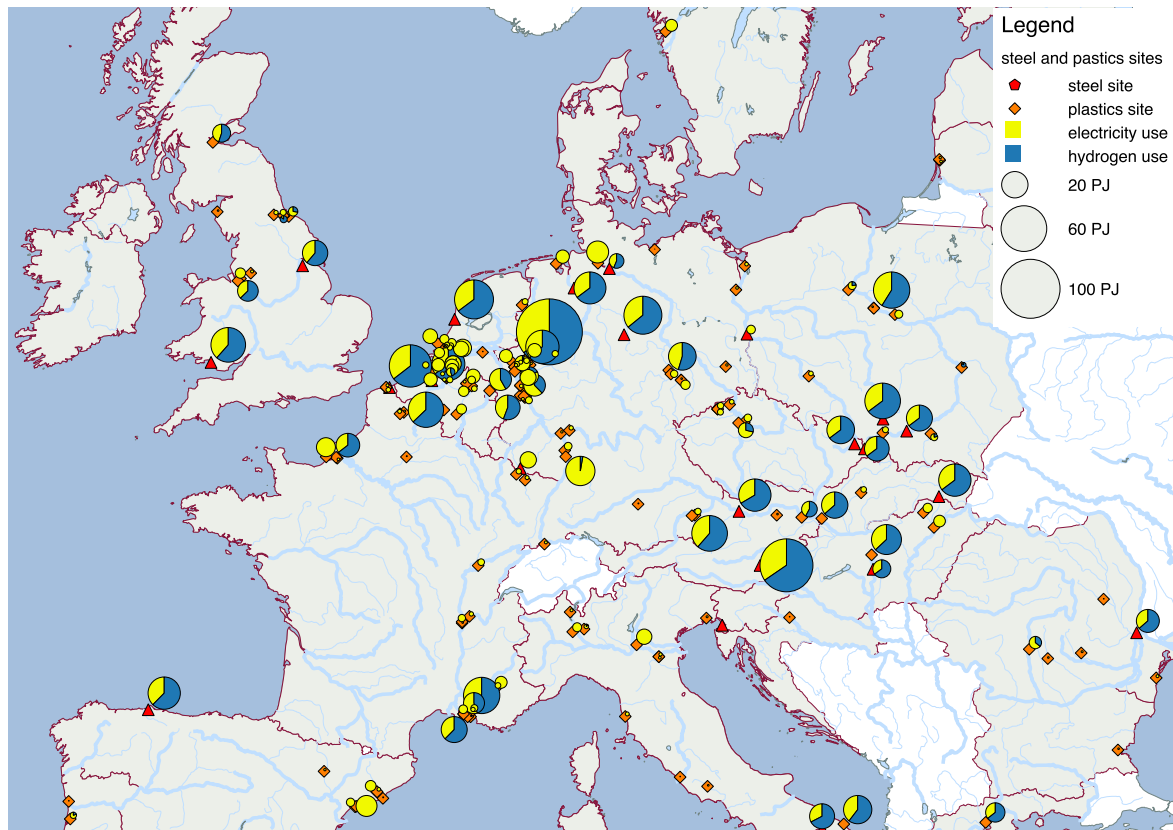 Legend
steel and pastics sites
steel site
plastics site
electricity use
hydrogen use
20 PJ
60 PJ
100 PJ